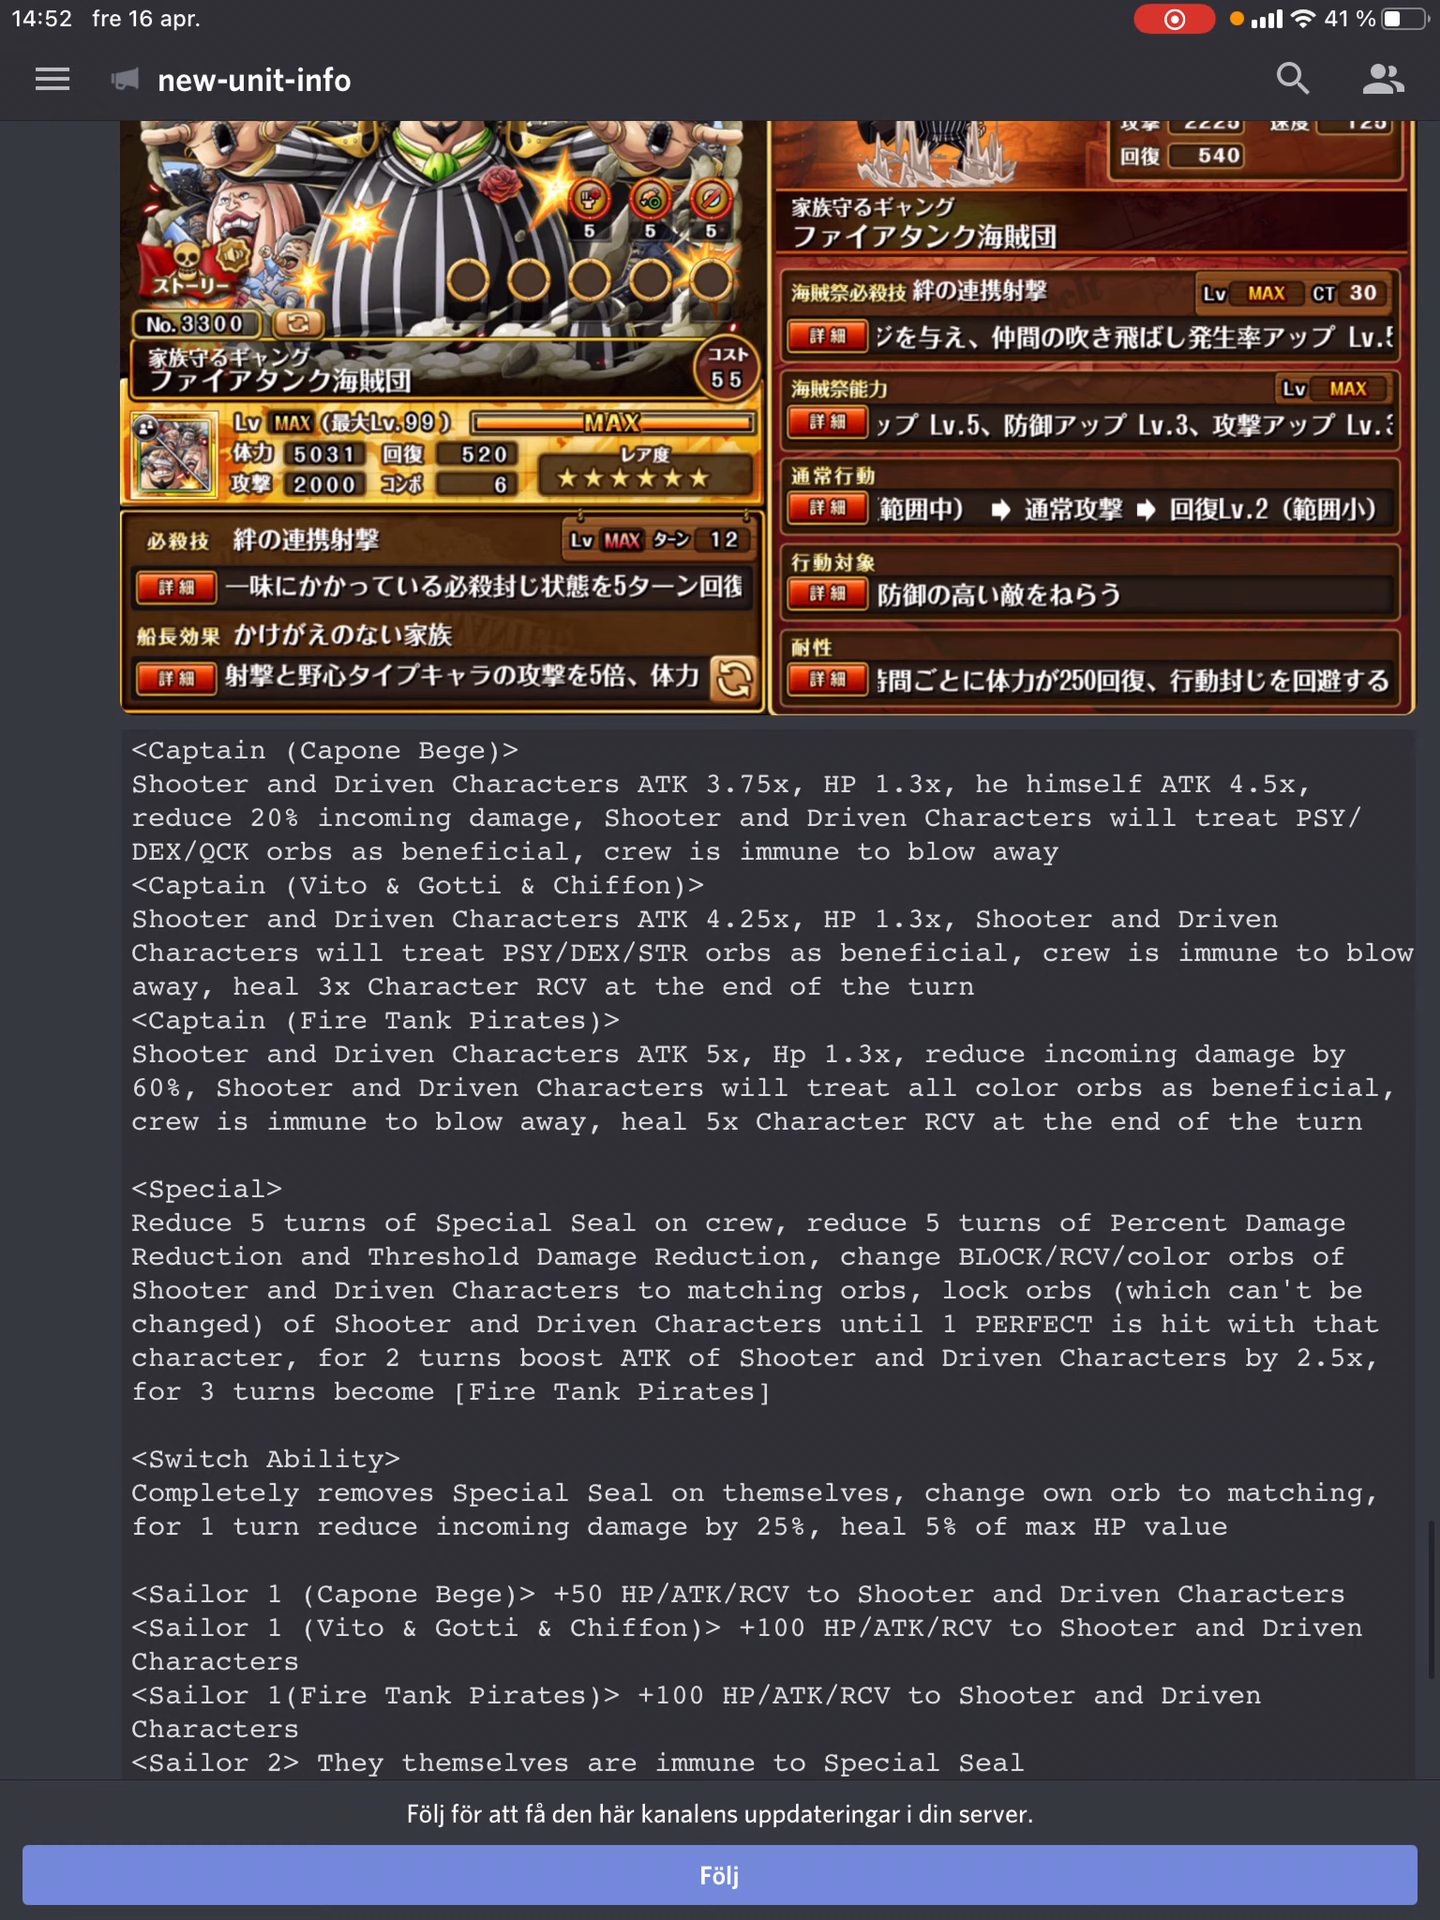 14:52 fre 16 apr.
41 %
new-unit-info
5 5 5
ストーリー
No.3300
家族守るギャング
ファイアタンク海賊団
コスト
55
Lv MAX (最大Lv.99) MAX
体力 5031 回復 520 レア度
攻撃 2000 コンボ 6 ★★★★★★
必殺技 絆の連携射撃 Lv MAX ターン 12
詳細 一味にかかっている必殺封じ状態を5ターン回復
船長効果 かけがえのない家族
詳細 射撃と野心タイプキャラの攻撃を5倍、体力
攻撃 2225 速度 125
回復 540
家族守るギャング
ファイアタンク海賊団
海賊祭必殺技 絆の連携射撃 Lv MAX CT 30
詳細 ジを与え、仲間の吹き飛ばし発生率アップ Lv.5
海賊祭能力 Lv MAX
詳細 ップ Lv.5、防御アップ Lv.3、攻撃アップ Lv.3
通常行動
詳細 範囲中） ➡ 通常攻撃 ➡ 回復Lv.2（範囲小）
行動対象
詳細 防御の高い敵をねらう
耐性
詳細 時間ごとに体力が250回復、行動封じを回避する
<Captain (Capone Bege)>
Shooter and Driven Characters ATK 3.75x, HP 1.3x, he himself ATK 4.5x,
reduce 20% incoming damage, Shooter and Driven Characters will treat PSY/
DEX/QCK orbs as beneficial, crew is immune to blow away
<Captain (Vito & Gotti & Chiffon)>
Shooter and Driven Characters ATK 4.25x, HP 1.3x, Shooter and Driven
Characters will treat PSY/DEX/STR orbs as beneficial, crew is immune to blow
away, heal 3x Character RCV at the end of the turn
<Captain (Fire Tank Pirates)>
Shooter and Driven Characters ATK 5x, Hp 1.3x, reduce incoming damage by
60%, Shooter and Driven Characters will treat all color orbs as beneficial,
crew is immune to blow away, heal 5x Character RCV at the end of the turn
<Special>
Reduce 5 turns of Special Seal on crew, reduce 5 turns of Percent Damage
Reduction and Threshold Damage Reduction, change BLOCK/RCV/color orbs of
Shooter and Driven Characters to matching orbs, lock orbs (which can't be
changed) of Shooter and Driven Characters until 1 PERFECT is hit with that
character, for 2 turns boost ATK of Shooter and Driven Characters by 2.5x,
for 3 turns become [Fire Tank Pirates]
<Switch Ability>
Completely removes Special Seal on themselves, change own orb to matching,
for 1 turn reduce incoming damage by 25%, heal 5% of max HP value
<Sailor 1 (Capone Bege)> +50 HP/ATK/RCV to Shooter and Driven Characters
<Sailor 1 (Vito & Gotti & Chiffon)> +100 HP/ATK/RCV to Shooter and Driven
Characters
<Sailor 1(Fire Tank Pirates)> +100 HP/ATK/RCV to Shooter and Driven
Characters
<Sailor 2> They themselves are immune to Special Seal
Följ för att få den här kanalens uppdateringar i din server.
Följ